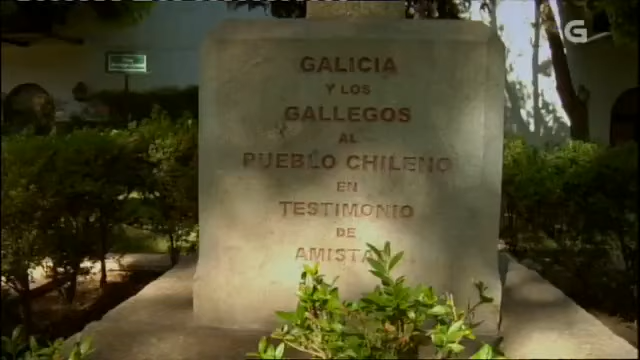 GALICIA
Y LOS
GALLEGOS
AL
PUEBLO CHILENO
EN
TESTIMONIO
DE
AMISTA
G